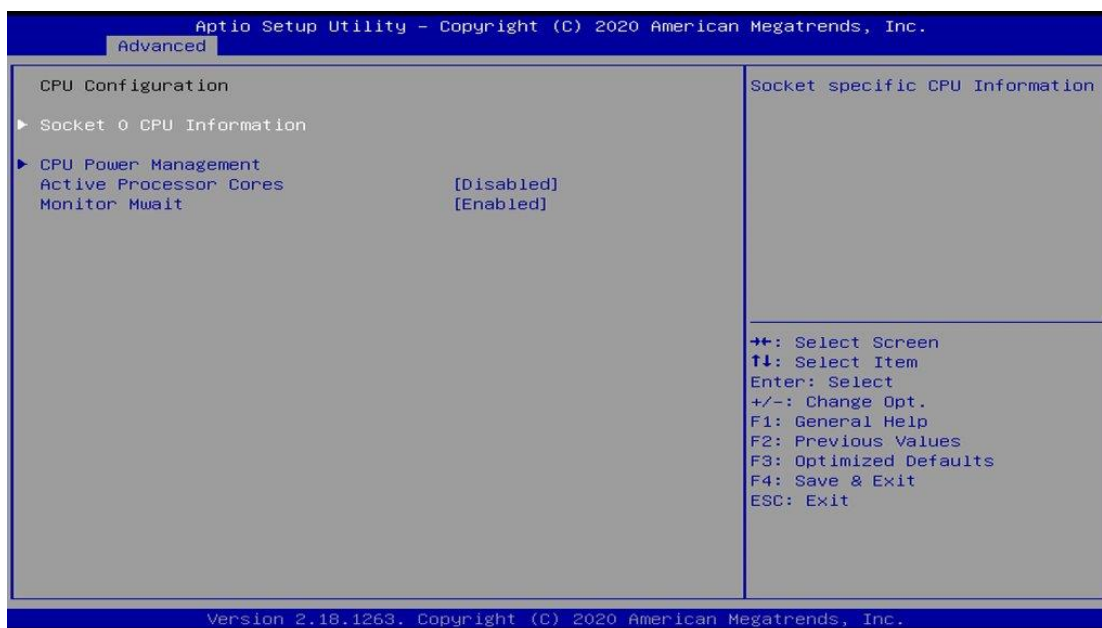 Aptio Setup Utility – Copyright (C) 2020 American Megatrends, Inc.
Advanced
CPU Configuration
▶ Socket 0 CPU Information
▶ CPU Power Management
Active Processor Cores [Disabled]
Monitor Mwait [Enabled]
Socket specific CPU Information
→←: Select Screen
↑↓: Select Item
Enter: Select
+/-: Change Opt.
F1: General Help
F2: Previous Values
F3: Optimized Defaults
F4: Save & Exit
ESC: Exit
Version 2.18.1263. Copyright (C) 2020 American Megatrends, Inc.